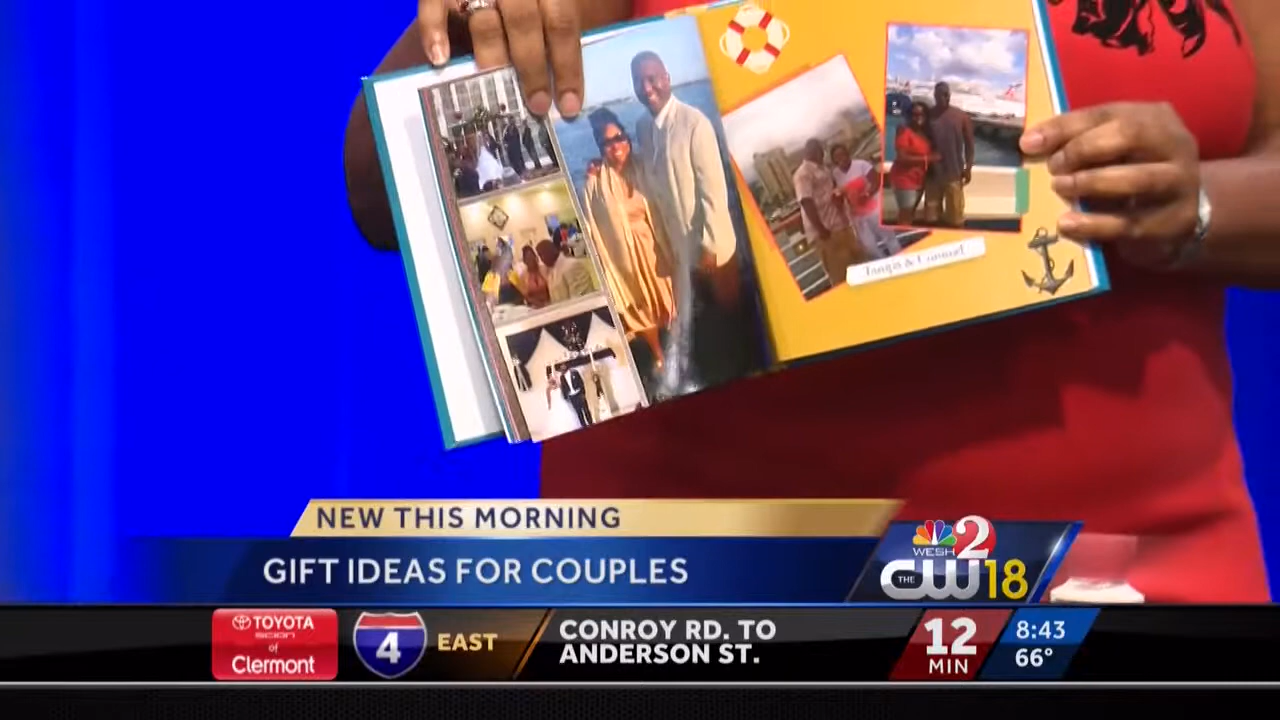 NEW THIS MORNING
GIFT IDEAS FOR COUPLES
WESH 2
THE CW 18
TOYOTA
scion
of
Clermont
4
EAST
CONROY RD. TO
ANDERSON ST.
12
MIN
8:43
66°